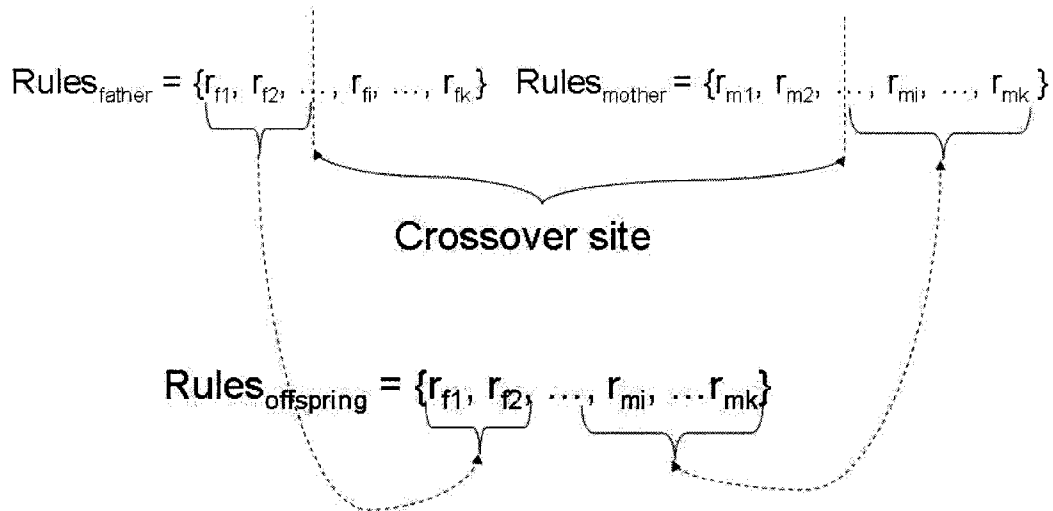 Rules_father = {r_f1, r_f2, ..., r_fi, ..., r_fk} Rules_mother = {r_m1, r_m2, ..., r_mi, ..., r_mk }
Crossover site
Rules_offspring = {r_f1, r_f2, ..., r_mi, ...r_mk}